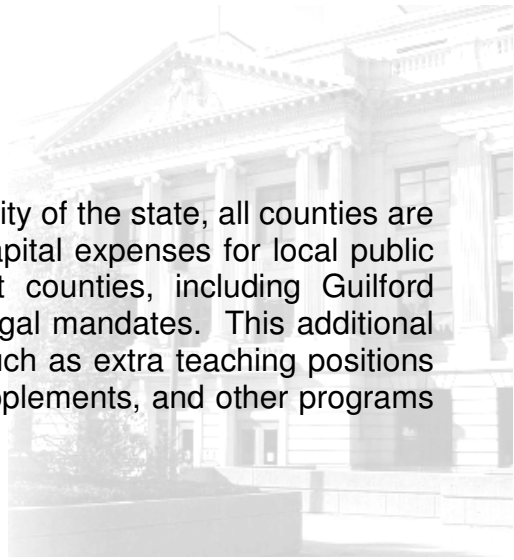 ity of the state, all counties are
apital expenses for local public
t counties, including Guilford
gal mandates. This additional
uch as extra teaching positions
pplements, and other programs